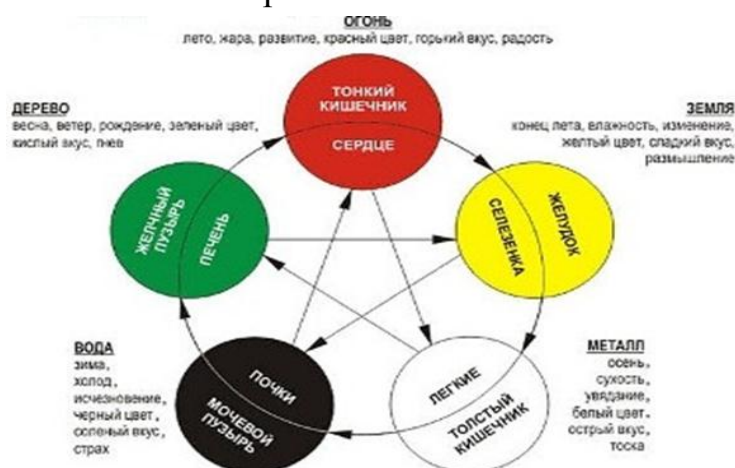 ОГОНЬ
лето, жара, развитие, красный цвет, горький вкус, радость
ТОНКИЙ
КИШЕЧНИК
СЕРДЦЕ
ДЕРЕВО
весна, ветер, рождение, зеленый цвет,
кислый вкус, гнев
ЗЕМЛЯ
конец лета, влажность, изменение,
желтый цвет, сладкий вкус,
размышление
ЖЕЛЧНЫЙ
ПУЗЫРЬ
ПЕЧЕНЬ
СЕЛЕЗЕНКА
ЖЕЛУДОК
ВОДА
зима,
холод,
исчезновение,
черный цвет,
соленый вкус,
страх
ПОЧКИ
МОЧЕВОЙ
ПУЗЫРЬ
ЛЕГКИЕ
ТОЛСТЫЙ
КИШЕЧНИК
МЕТАЛЛ
осень,
сухость,
увядание,
белый цвет,
острый вкус,
тоска